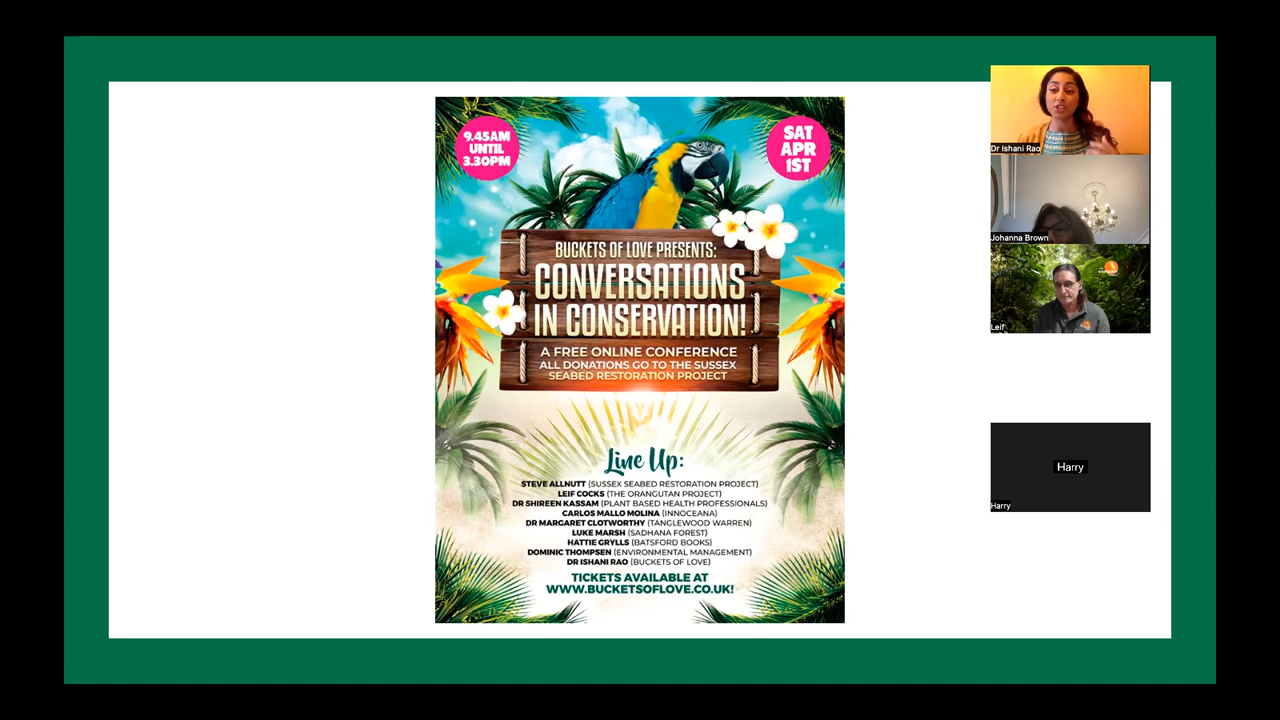 9.45AM
UNTIL
3.30PM
SAT
APR
1ST
BUCKETS OF LOVE PRESENTS:
CONVERSATIONS
IN CONSERVATION!
A FREE ONLINE CONFERENCE
ALL DONATIONS GO TO THE SUSSEX
SEABED RESTORATION PROJECT
Line Up:
STEVE ALLNUTT (SUSSEX SEABED RESTORATION PROJECT)
LEIF COCKS (THE ORANGUTAN PROJECT)
DR SHIREEN KASSAM (PLANT BASED HEALTH PROFESSIONALS)
CARLOS MALLO MOLINA (INNOCEANA)
DR MARGARET CLOTWORTHY (TANGLEWOOD WARREN)
LUKE MARSH (SADHANA FOREST)
HATTIE GRYLLS (BATSFORD BOOKS)
DOMINIC THOMPSEN (ENVIRONMENTAL MANAGEMENT)
DR ISHANI RAO (BUCKETS OF LOVE)
TICKETS AVAILABLE AT
WWW.BUCKETSOFLOVE.CO.UK!
Dr Ishani Rao
Johanna Brown
Leif
Harry
Harry